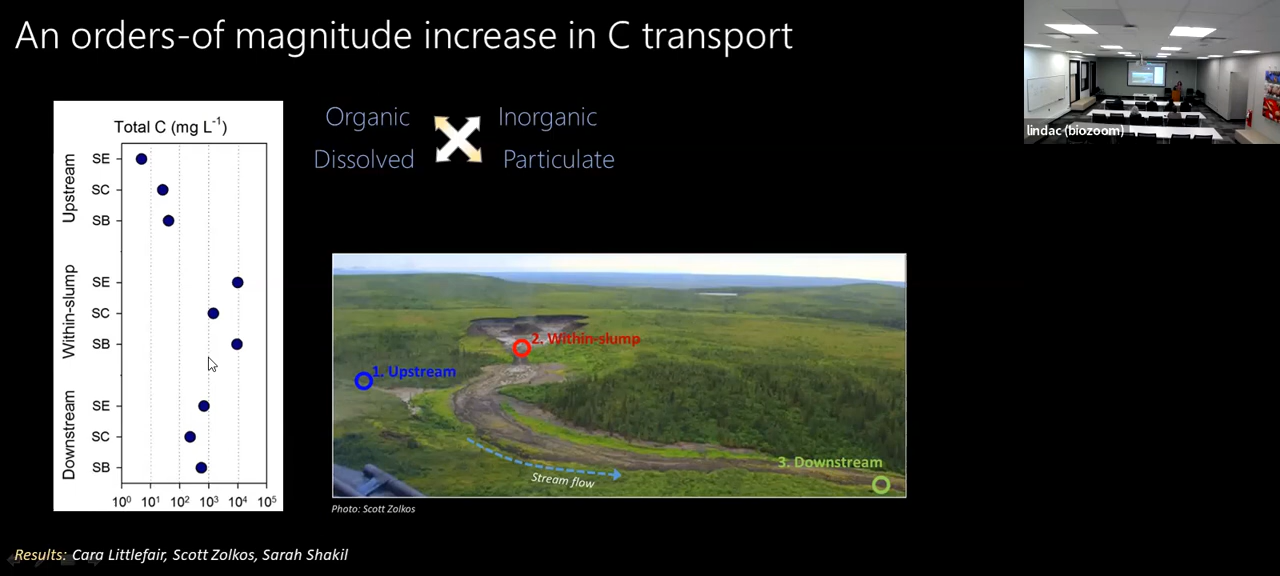 An orders-of magnitude increase in C transport
lindac (biozoom)
Organic
Inorganic
Dissolved
Particulate
Total C (mg L⁻¹)
Upstream
SE
SC
SB
Within-slump
SE
SC
SB
Downstream
SE
SC
SB
10⁰ 10¹ 10² 10³ 10⁴ 10⁵
2. Within-slump
1. Upstream
3. Downstream
Stream flow
Photo: Scott Zolkos
Results: Cara Littlefair, Scott Zolkos, Sarah Shakil